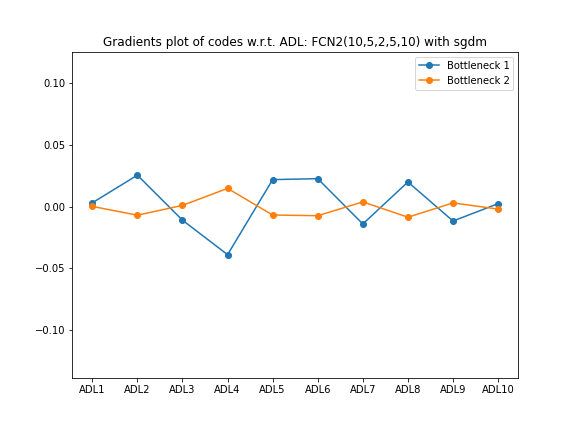 Gradients plot of codes w.r.t. ADL: FCN2(10,5,2,5,10) with sgdm
Bottleneck 1
Bottleneck 2
0.10
0.05
0.00
−0.05
−0.10
ADL1 ADL2 ADL3 ADL4 ADL5 ADL6 ADL7 ADL8 ADL9 ADL10